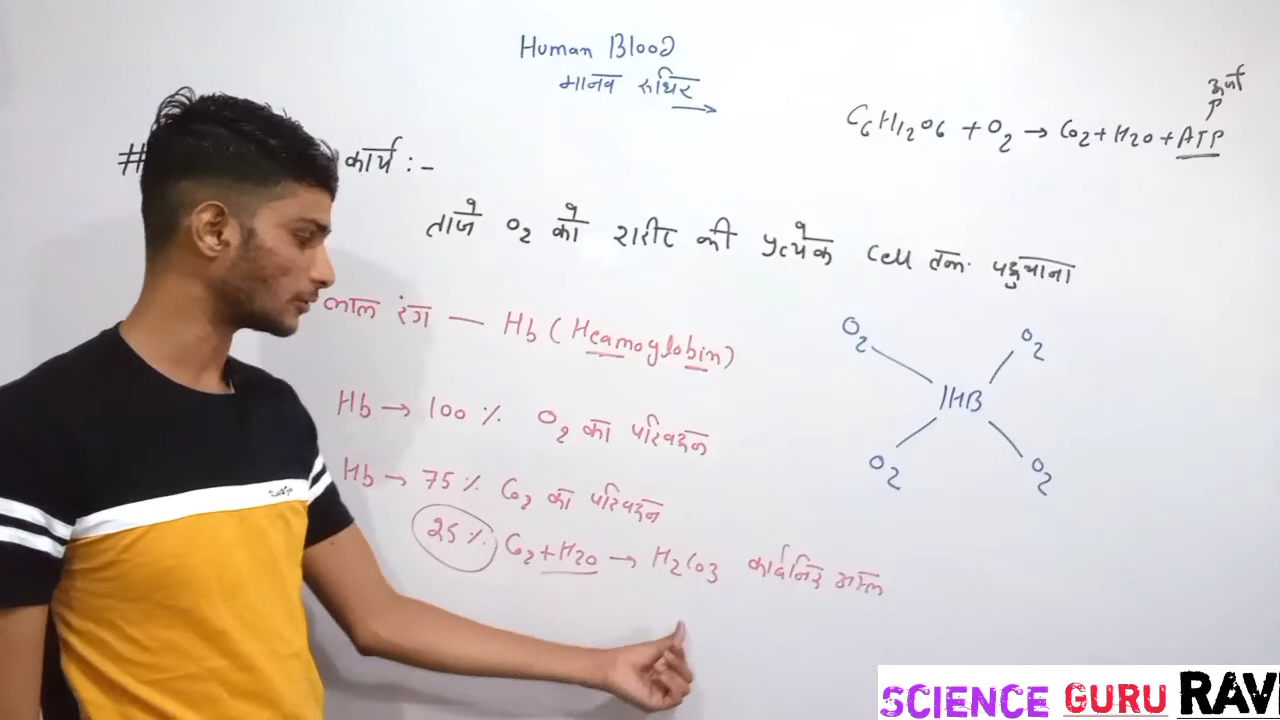 Human Blood
मानव रुधिर
ऊर्जा
C6H12O6 + O2 → CO2 + H2O + ATP
# कार्य :-
ताजे O2 को शरीर की प्रत्येक Cell तक पहुचाना
लाल रंग — Hb ( Heamoglobin )
O2 O2
HB
O2 O2
Hb → 100 % O2 का परिवहन
Hb → 75 % CO2 का परिवहन
25 % CO2 + H2O → H2CO3 कार्बनिक अम्ल
SCIENCE GURU RAVI